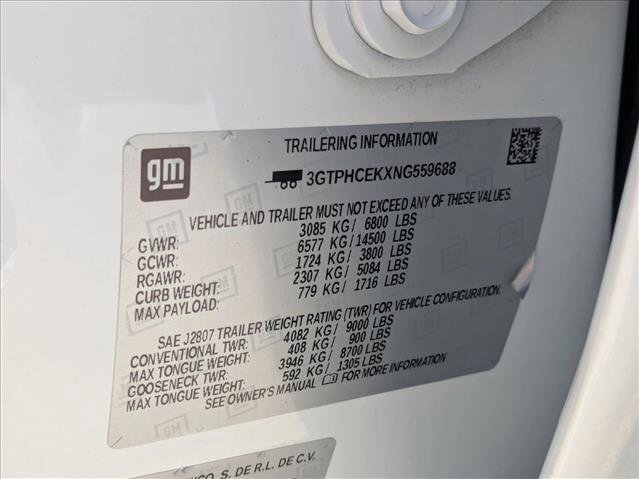 TRAILERING INFORMATION
gm
3GTPHCEKXNG559688
VEHICLE AND TRAILER MUST NOT EXCEED ANY OF THESE VALUES:
GVWR: 3085 KG/ 6800 LBS
GCWR: 6577 KG/14500 LBS
RGAWR: 1724 KG/ 3800 LBS
CURB WEIGHT: 2307 KG/ 5084 LBS
MAX PAYLOAD: 779 KG/ 1716 LBS
SAE J2807 TRAILER WEIGHT RATING (TWR) FOR VEHICLE CONFIGURATION.
CONVENTIONAL TWR: 4082 KG/ 9000 LBS
MAX TONGUE WEIGHT: 408 KG/ 900 LBS
GOOSENECK TWR: 3946 KG/ 8700 LBS
MAX TONGUE WEIGHT: 592 KG/ 1305 LBS
SEE OWNER'S MANUAL FOR MORE INFORMATION
ICO, S. DE R.L. DE C.V.